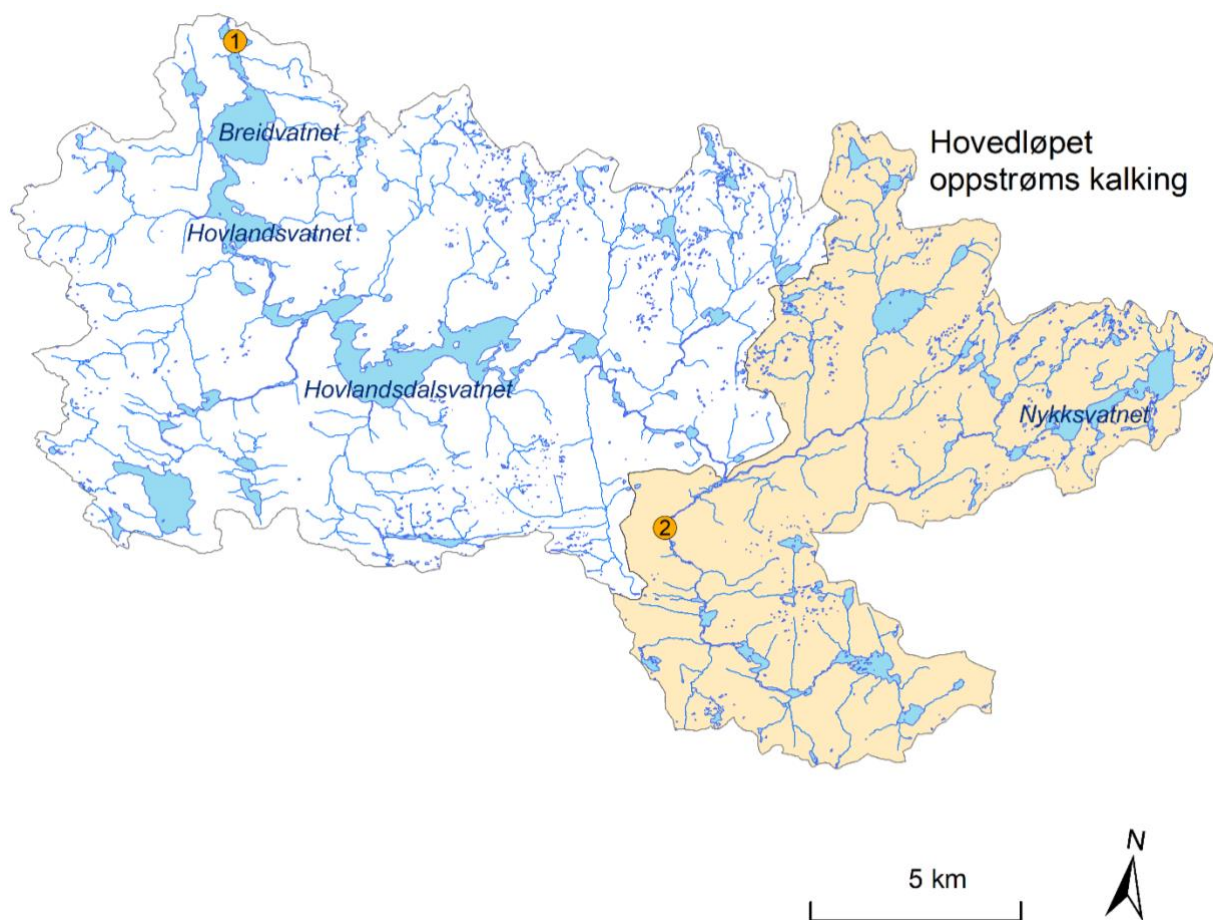 1
Breidvatnet
Hovedløpet
oppstrøms kalking
Hovlandsvatnet
Hovlandsdalsvatnet
Nykksvatnet
2
N
5 km